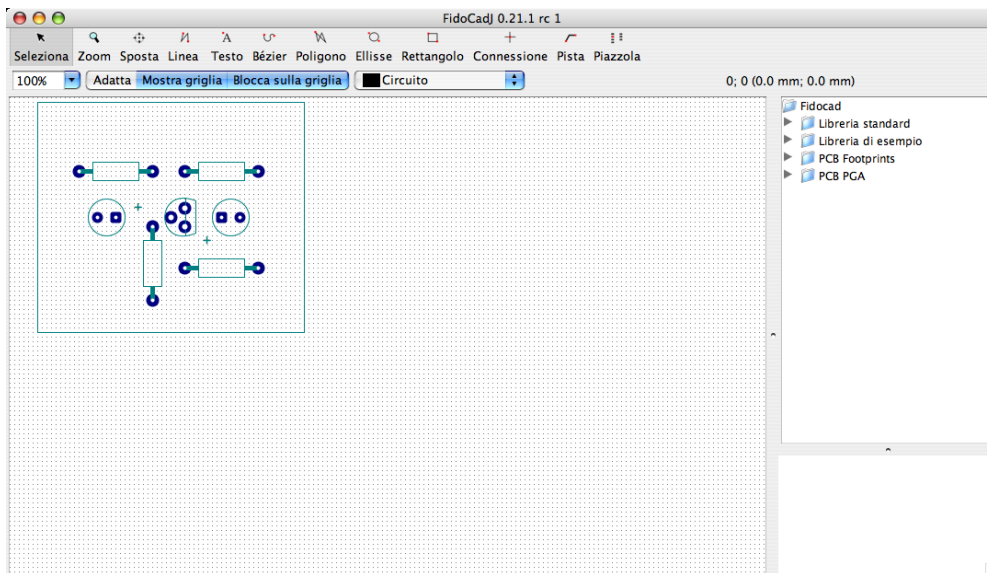 FidoCadJ 0.21.1 rc 1
Seleziona Zoom Sposta Linea Testo Bézier Poligono Ellisse Rettangolo Connessione Pista Piazzola
100% Adatta Mostra griglia Blocca sulla griglia Circuito 0; 0 (0.0 mm; 0.0 mm)
Fidocad
Libreria standard
Libreria di esempio
PCB Footprints
PCB PGA